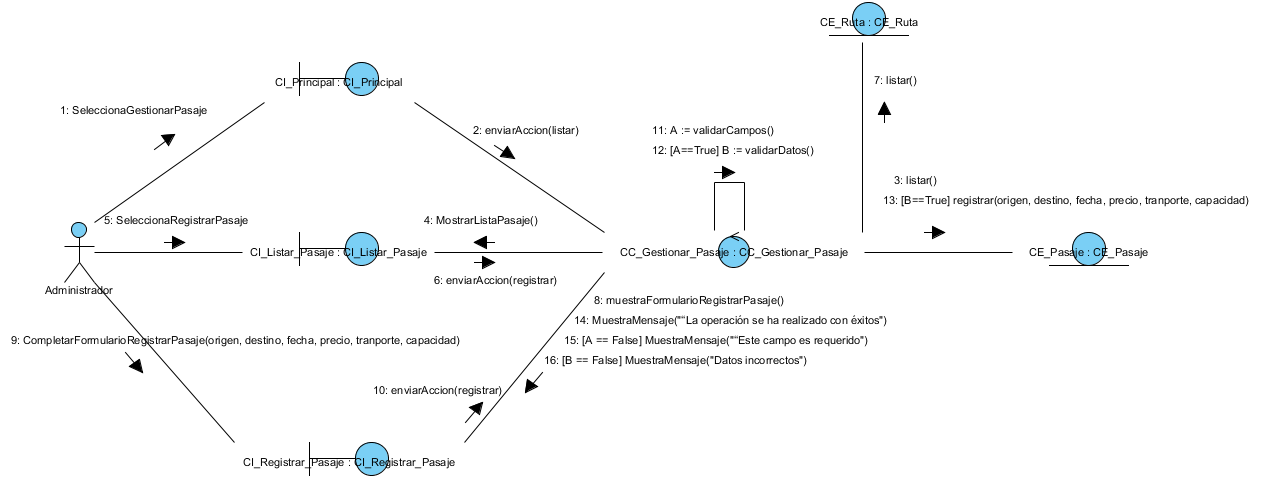 CE_Ruta : CE_Ruta
CI_Principal : CI_Principal
7: listar()
1: SeleccionaGestionarPasaje
2: enviarAccion(listar)
11: A := validarCampos()
12: [A==True] B := validarDatos()
3: listar()
13: [B==True] registrar(origen, destino, fecha, precio, tranporte, capacidad)
5: SeleccionaRegistrarPasaje
4: MostrarListaPasaje()
CI_Listar_Pasaje : CI_Listar_Pasaje
CC_Gestionar_Pasaje : CC_Gestionar_Pasaje
CE_Pasaje : CE_Pasaje
6: enviarAccion(registrar)
Administrador
8: muestraFormularioRegistrarPasaje()
14: MuestraMensaje("“La operación se ha realizado con éxitos")
9: CompletarFormularioRegistrarPasaje(origen, destino, fecha, precio, tranporte, capacidad)
15: [A == False] MuestraMensaje("“Este campo es requerido")
16: [B == False] MuestraMensaje("Datos incorrectos")
10: enviarAccion(registrar)
CI_Registrar_Pasaje : CI_Registrar_Pasaje